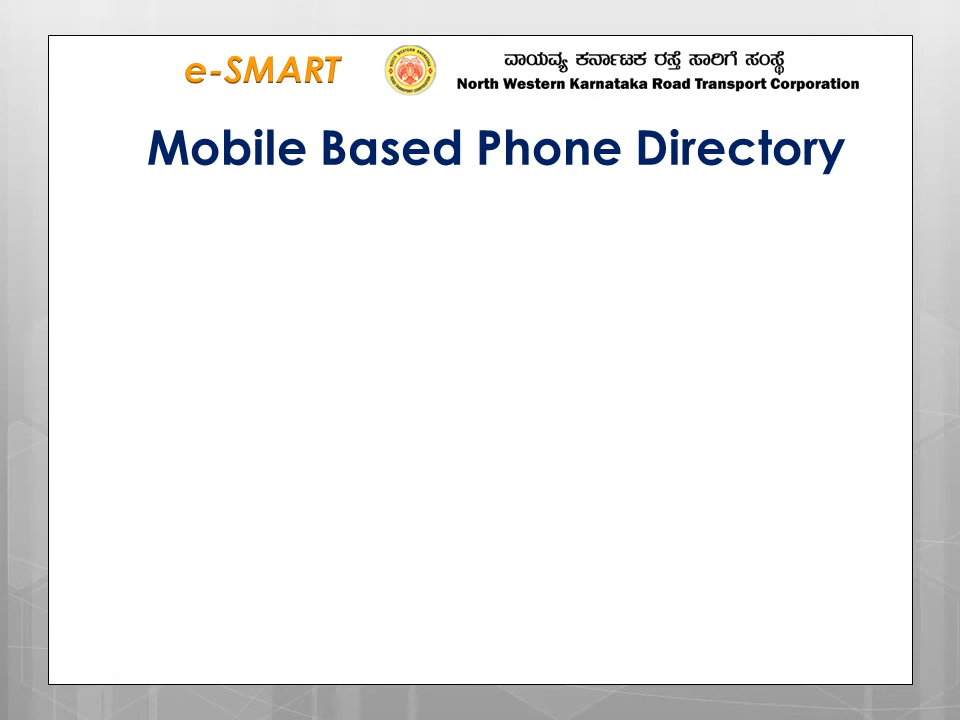 e-SMART
ವಾಯವ್ಯ ಕರ್ನಾಟಕ ರಸ್ತೆ ಸಾರಿಗೆ ಸಂಸ್ಥೆ
North Western Karnataka Road Transport Corporation
Mobile Based Phone Directory